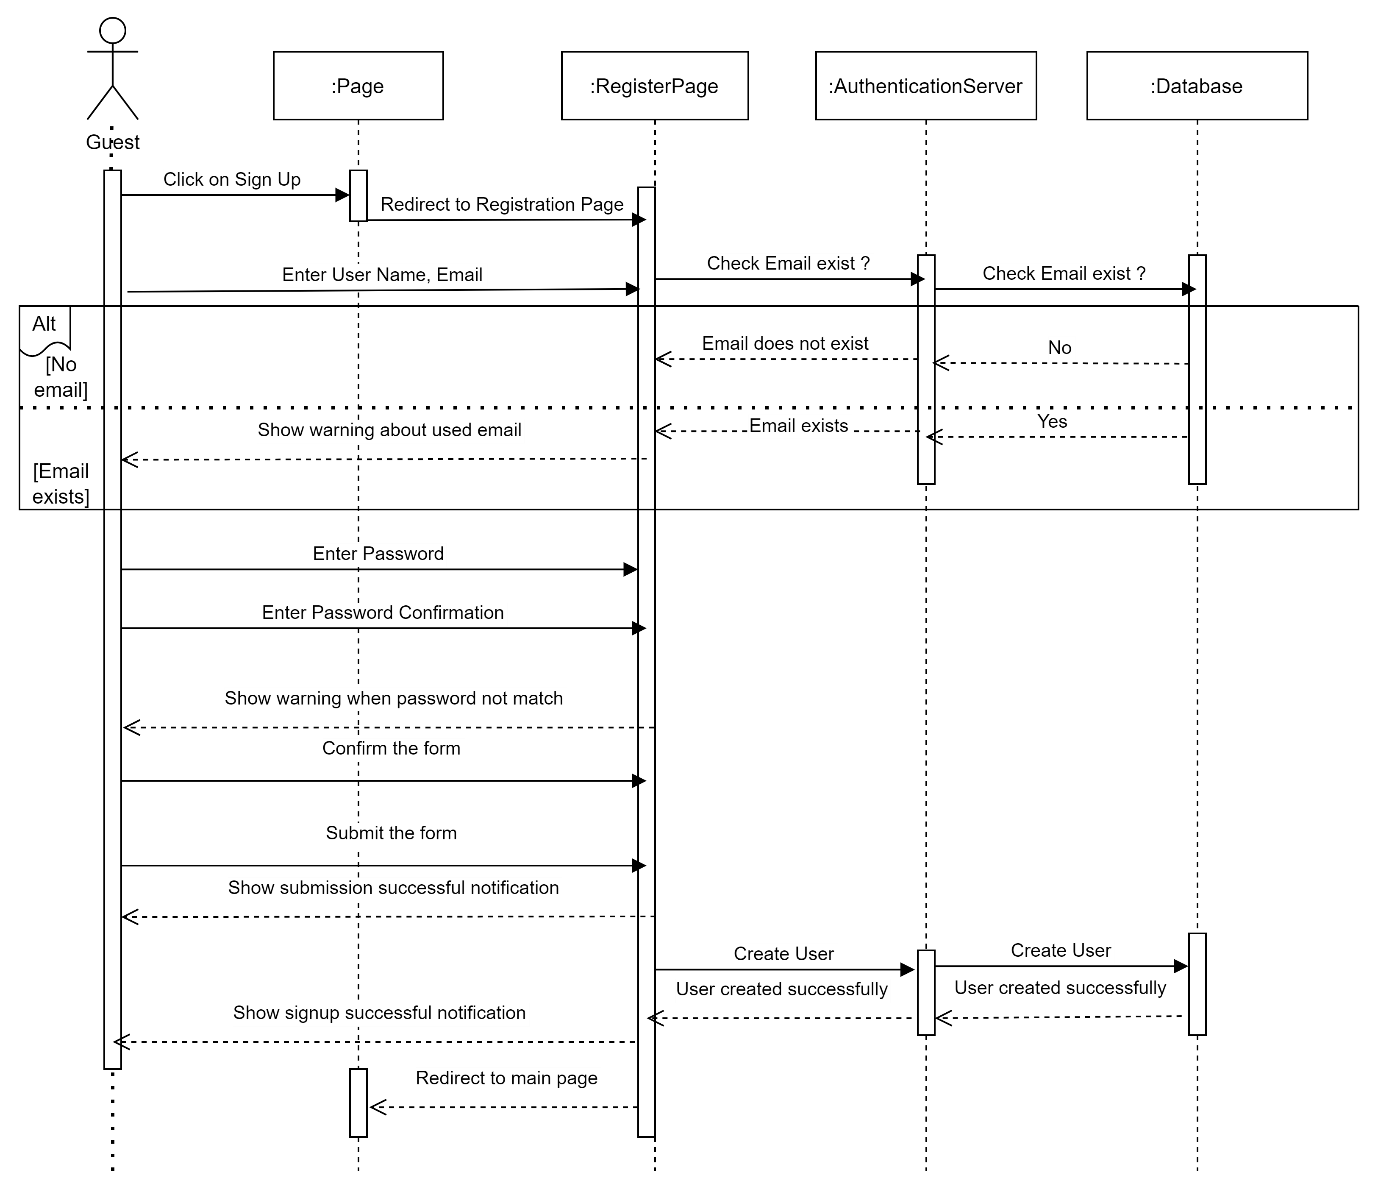 Guest
:Page
:RegisterPage
:AuthenticationServer
:Database
Click on Sign Up
Redirect to Registration Page
Enter User Name, Email
Check Email exist ?
Check Email exist ?
Alt
[No
email]
Email does not exist
No
Show warning about used email
Email exists
Yes
[Email
exists]
Enter Password
Enter Password Confirmation
Show warning when password not match
Confirm the form
Submit the form
Show submission successful notification
Create User
Create User
User created successfully
User created successfully
Show signup successful notification
Redirect to main page